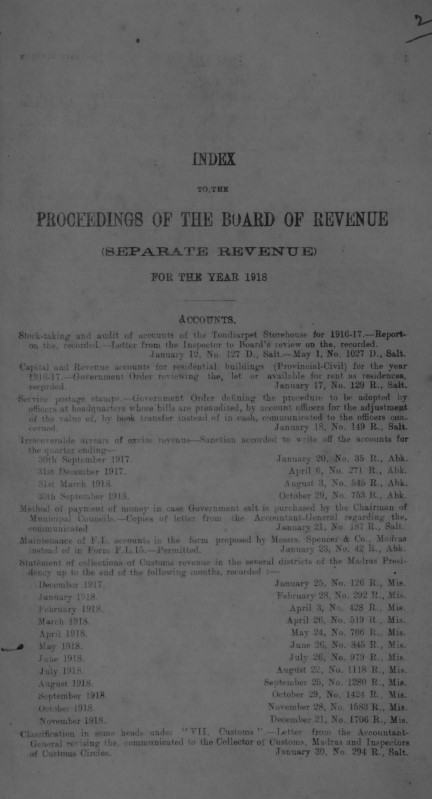 2
INDEX
TO THE
PROCEEDINGS OF THE BOARD OF REVENUE
(SEPARATE REVENUE)
FOR THE YEAR 1918
ACCOUNTS.
Stock-taking and audit of accounts of the Tondiarpet Storehouse for 1916-17.—Report-
on the, recorded.—Letter from the Inspector to Board's review on the, recorded.
January 12, No. 127 D., Salt.—May 1, No. 1027 D., Salt.
Capital and Revenue accounts for residential buildings (Provincial-Civil) for the year
1916-17.—Government Order reviewing the, let or available for rent as residences,
recorded. January 17, No. 129 R., Salt.
Service postage stamps.—Government Order defining the procedure to be adopted by
officers at headquarters whose bills are preaudited, by account officers for the adjustment
of the value of, by book transfer instead of in cash, communicated to the officers con-
cerned. January 18, No. 149 R., Salt.
Irrecoverable arrears of excise revenue—Sanction accorded to write off the accounts for
the quarter ending—
30th September 1917. January 20, No. 35 R., Abk.
31st December 1917. April 6, No. 271 R., Abk.
31st March 1918. August 3, No. 545 R., Abk.
30th September 1918. October 29, No. 753 R., Abk.
Method of payment of money in case Government salt is purchased by the Chairman of
Municipal Councils.—Copies of letter from the Accountant-General regarding the,
communicated January 21, No. 187 R., Salt.
Maintenance of F.L. accounts in the form proposed by Messrs. Spencer & Co., Madras
instead of in Form F.L. 15.—Permitted. January 23, No. 42 R., Abk.
Statement of collections of Customs revenue in the several districts of the Madras Presi-
dency up to the end of the following months, recorded :—
December 1917. January 25, No. 126 R., Mis.
January 1918. February 28, No. 292 R., Mis.
February 1918. April 3, No. 428 R., Mis.
March 1918. April 26, No. 519 R., Mis.
April 1918. May 24, No. 766 R., Mis.
May 1918. June 26, No. 845 R., Mis.
June 1918. July 26, No. 979 R., Mis.
July 1918. August 22, No. 1118 R., Mis.
August 1918. September 25, No. 1280 R., Mis.
September 1918. October 29, No. 1424 R., Mis.
October 1918. November 28, No. 1583 R., Mis.
November 1918. December 21, No. 1706 R., Mis.
Classification in some heads under "VII. Customs".—Letter from the Accountant-
General revising the, communicated to the Collector of Customs, Madras and Inspectors
of Customs Circles. January 30, No. 294 R., Salt.